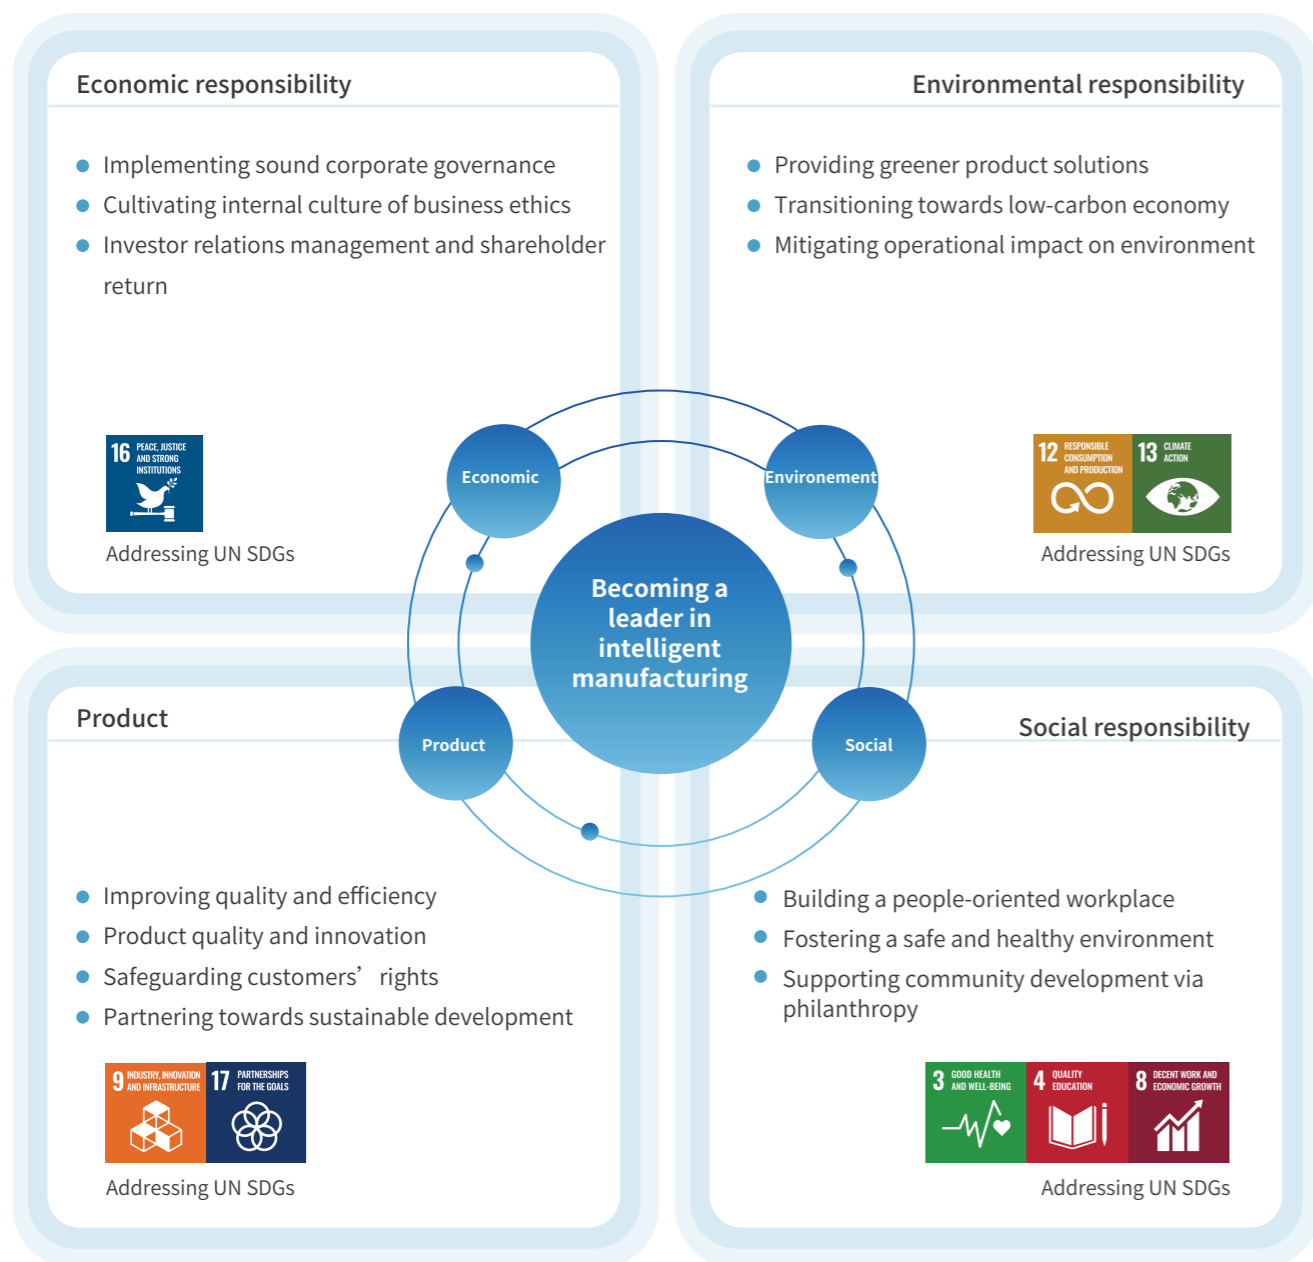 Economic responsibility
Implementing sound corporate governance
Cultivating internal culture of business ethics
Investor relations management and shareholder
return
16 PEACE, JUSTICE
AND STRONG
INSTITUTIONS
Addressing UN SDGs
Environmental responsibility
Providing greener product solutions
Transitioning towards low-carbon economy
Mitigating operational impact on environment
12 RESPONSIBLE
CONSUMPTION
AND PRODUCTION
13 CLIMATE
ACTION
Addressing UN SDGs
Economic
Environement
Becoming a
leader in
intelligent
manufacturing
Product
Social
Product
Improving quality and efficiency
Product quality and innovation
Safeguarding customers’ rights
Partnering towards sustainable development
9 INDUSTRY, INNOVATION
AND INFRASTRUCTURE
17 PARTNERSHIPS
FOR THE GOALS
Addressing UN SDGs
Social responsibility
Building a people-oriented workplace
Fostering a safe and healthy environment
Supporting community development via
philanthropy
3 GOOD HEALTH
AND WELL-BEING
4 QUALITY
EDUCATION
8 DECENT WORK AND
ECONOMIC GROWTH
Addressing UN SDGs